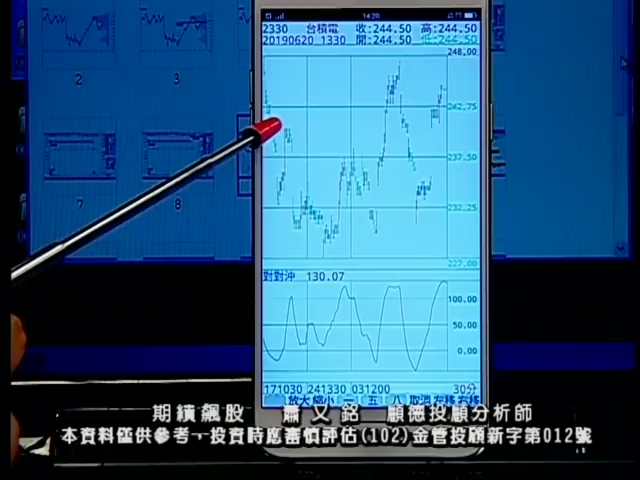 14:20
2330 台積電 收:244.50 高:244.50
20190620 1330 開:244.50 低:244.50
248.00
242.75
237.50
232.25
227.00
對對沖 130.07
100.00
50.00
0.00
171030 241330 031200 30分
放大 縮小 一 五 八 取消 左移 右移
2
3
7
8
期績飆股 蕭又銘 顧德投顧分析師
本資料僅供參考，投資時應審慎評估(102)金管投顧新字第012號